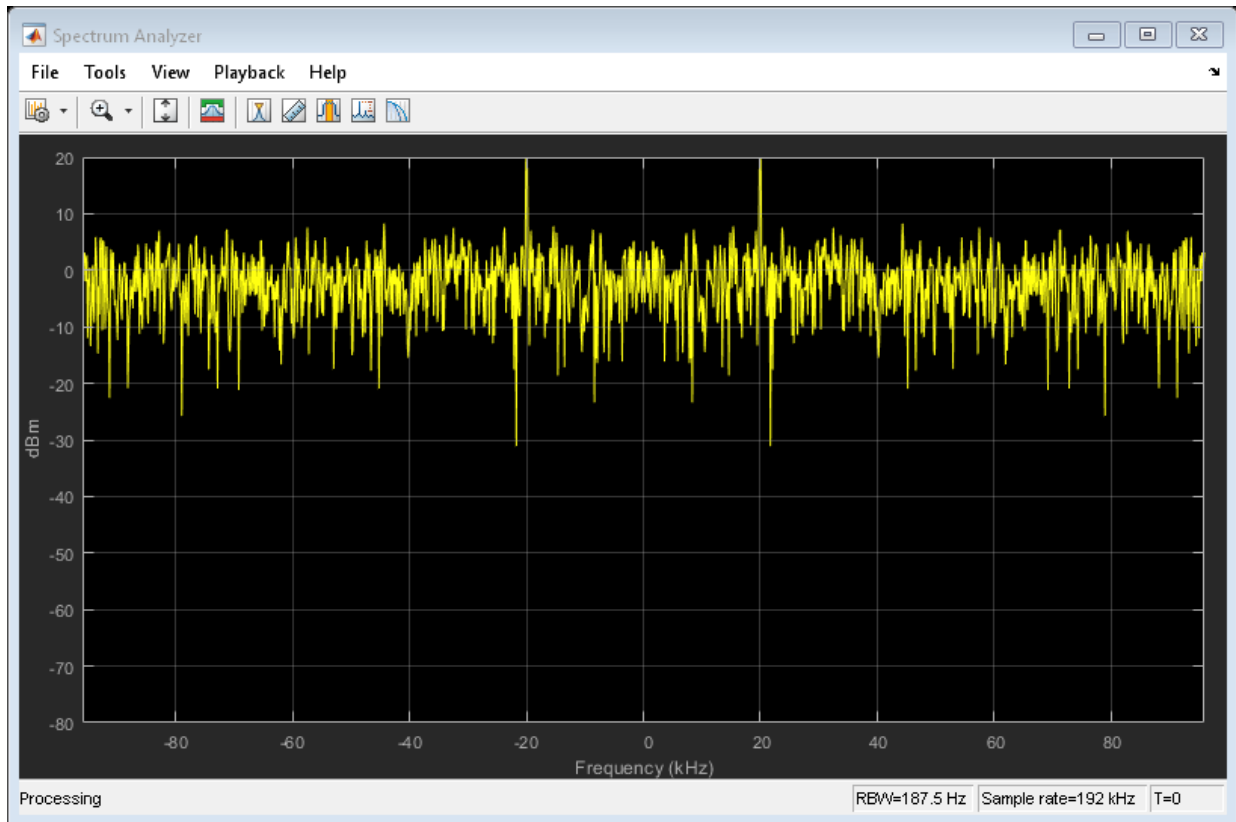 Spectrum Analyzer
File Tools View Playback Help
20
10
0
-10
-20
-30
-40
-50
-60
-70
-80
dBm
-80 -60 -40 -20 0 20 40 60 80
Frequency (kHz)
Processing RBW=187.5 Hz Sample rate=192 kHz T=0